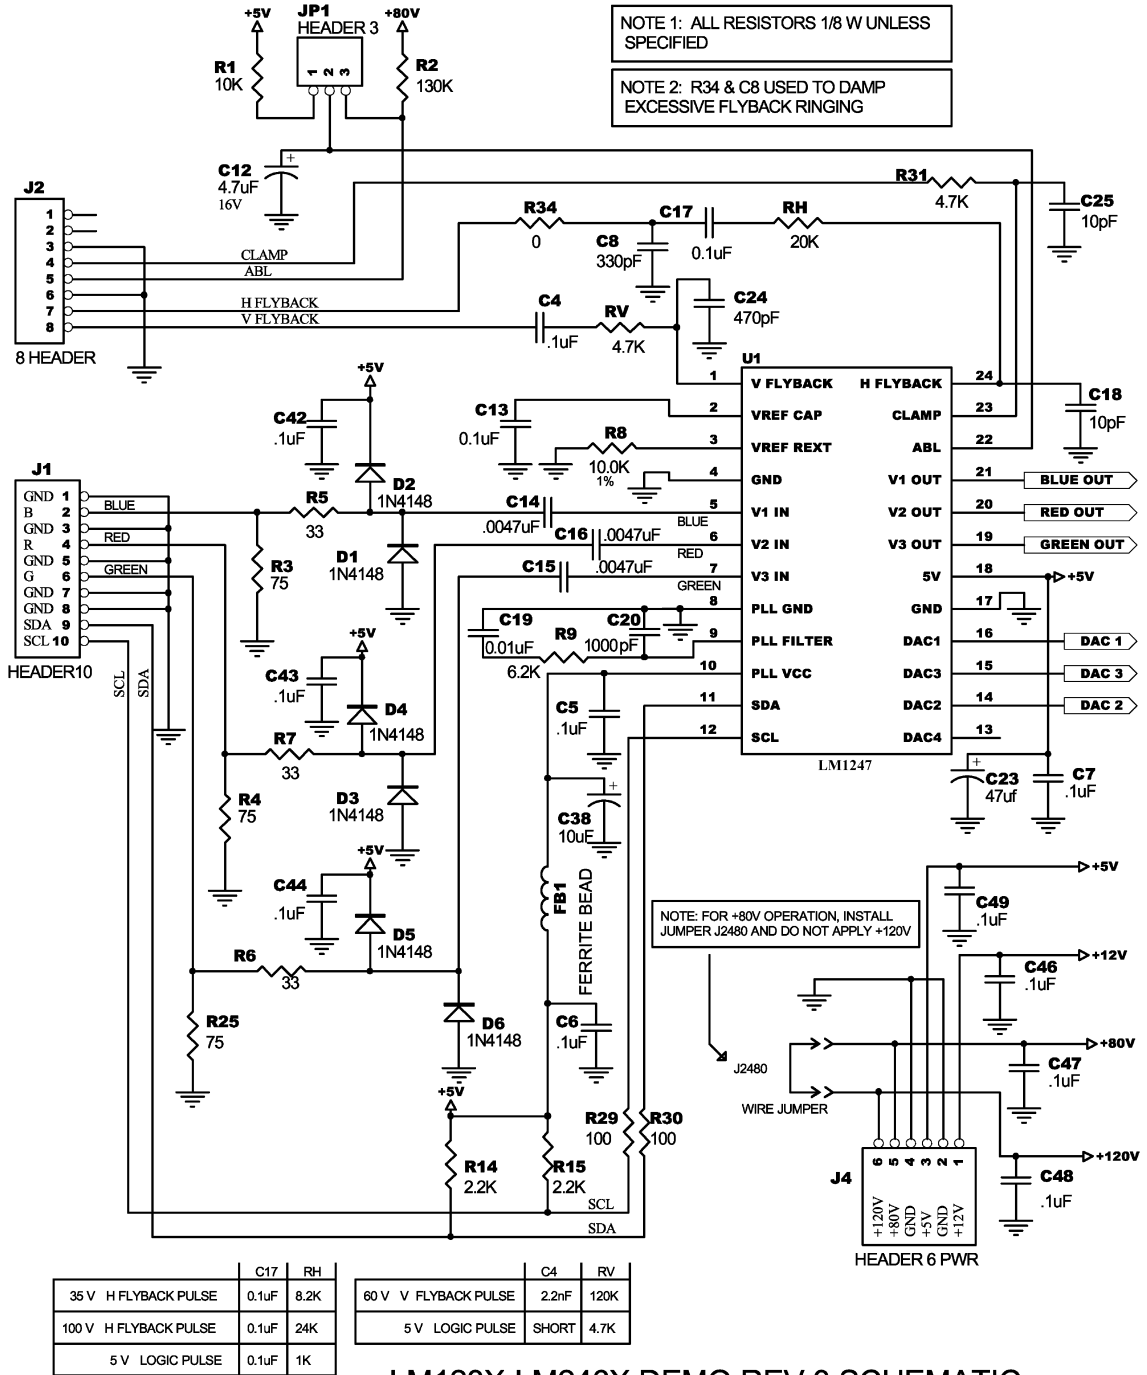 +5V
JP1
HEADER 3
+80V
R1
10K
1 2 3
R2
130K
NOTE 1: ALL RESISTORS 1/8 W UNLESS
SPECIFIED
NOTE 2: R34 & C8 USED TO DAMP
EXCESSIVE FLYBACK RINGING
C12
4.7uF
16V
+
R31
4.7K
C25
10pF
J2
1
2
3
4
5
6
7
8
8 HEADER
CLAMP
ABL
H FLYBACK
V FLYBACK
R34
0
C8
330pF
C17
0.1uF
RH
20K
C4
.1uF
RV
4.7K
C24
470pF
U1
1 V FLYBACK
2 VREF CAP
3 VREF REXT
4 GND
5 V1 IN
6 V2 IN
7 V3 IN
8 PLL GND
9 PLL FILTER
10 PLL VCC
11 SDA
12 SCL
H FLYBACK 24
CLAMP 23
ABL 22
V1 OUT 21
V2 OUT 20
V3 OUT 19
5V 18
GND 17
DAC1 16
DAC3 15
DAC2 14
DAC4 13
LM1247
C18
10pF
BLUE OUT
RED OUT
GREEN OUT
+5V
DAC 1
DAC 3
DAC 2
C23
47uf
+
C7
.1uF
+5V
C42
.1uF
D2
1N4148
C13
0.1uF
R8
10.0K
1%
J1
GND 1
B 2
GND 3
R 4
GND 5
G 6
GND 7
GND 8
SDA 9
SCL 10
HEADER10
BLUE
RED
GREEN
SCL
SDA
R5
33
R3
75
D1
1N4148
C14
.0047uF
BLUE
C16
.0047uF
RED
C15
.0047uF
GREEN
C19
0.01uF
C20
1000pF
R9
6.2K
+5V
C43
.1uF
D4
1N4148
R7
33
R4
75
D3
1N4148
C5
.1uF
C38
10uF
+
+5V
C44
.1uF
D5
1N4148
R6
33
R25
75
D6
1N4148
FB1
FERRITE BEAD
C6
.1uF
+5V
R14
2.2K
R15
2.2K
R29
100
R30
100
SCL
SDA
NOTE: FOR +80V OPERATION, INSTALL
JUMPER J2480 AND DO NOT APPLY +120V
J2480
WIRE JUMPER
+5V
C49
.1uF
+12V
C46
.1uF
+80V
C47
.1uF
+120V
C48
.1uF
J4
6 5 4 3 2 1
+120V
+80V
GND
+5V
GND
+12V
HEADER 6 PWR
C17 RH
35 V H FLYBACK PULSE 0.1uF 8.2K
100 V H FLYBACK PULSE 0.1uF 24K
5 V LOGIC PULSE 0.1uF 1K
C4 RV
60 V V FLYBACK PULSE 2.2nF 120K
5 V LOGIC PULSE SHORT 4.7K